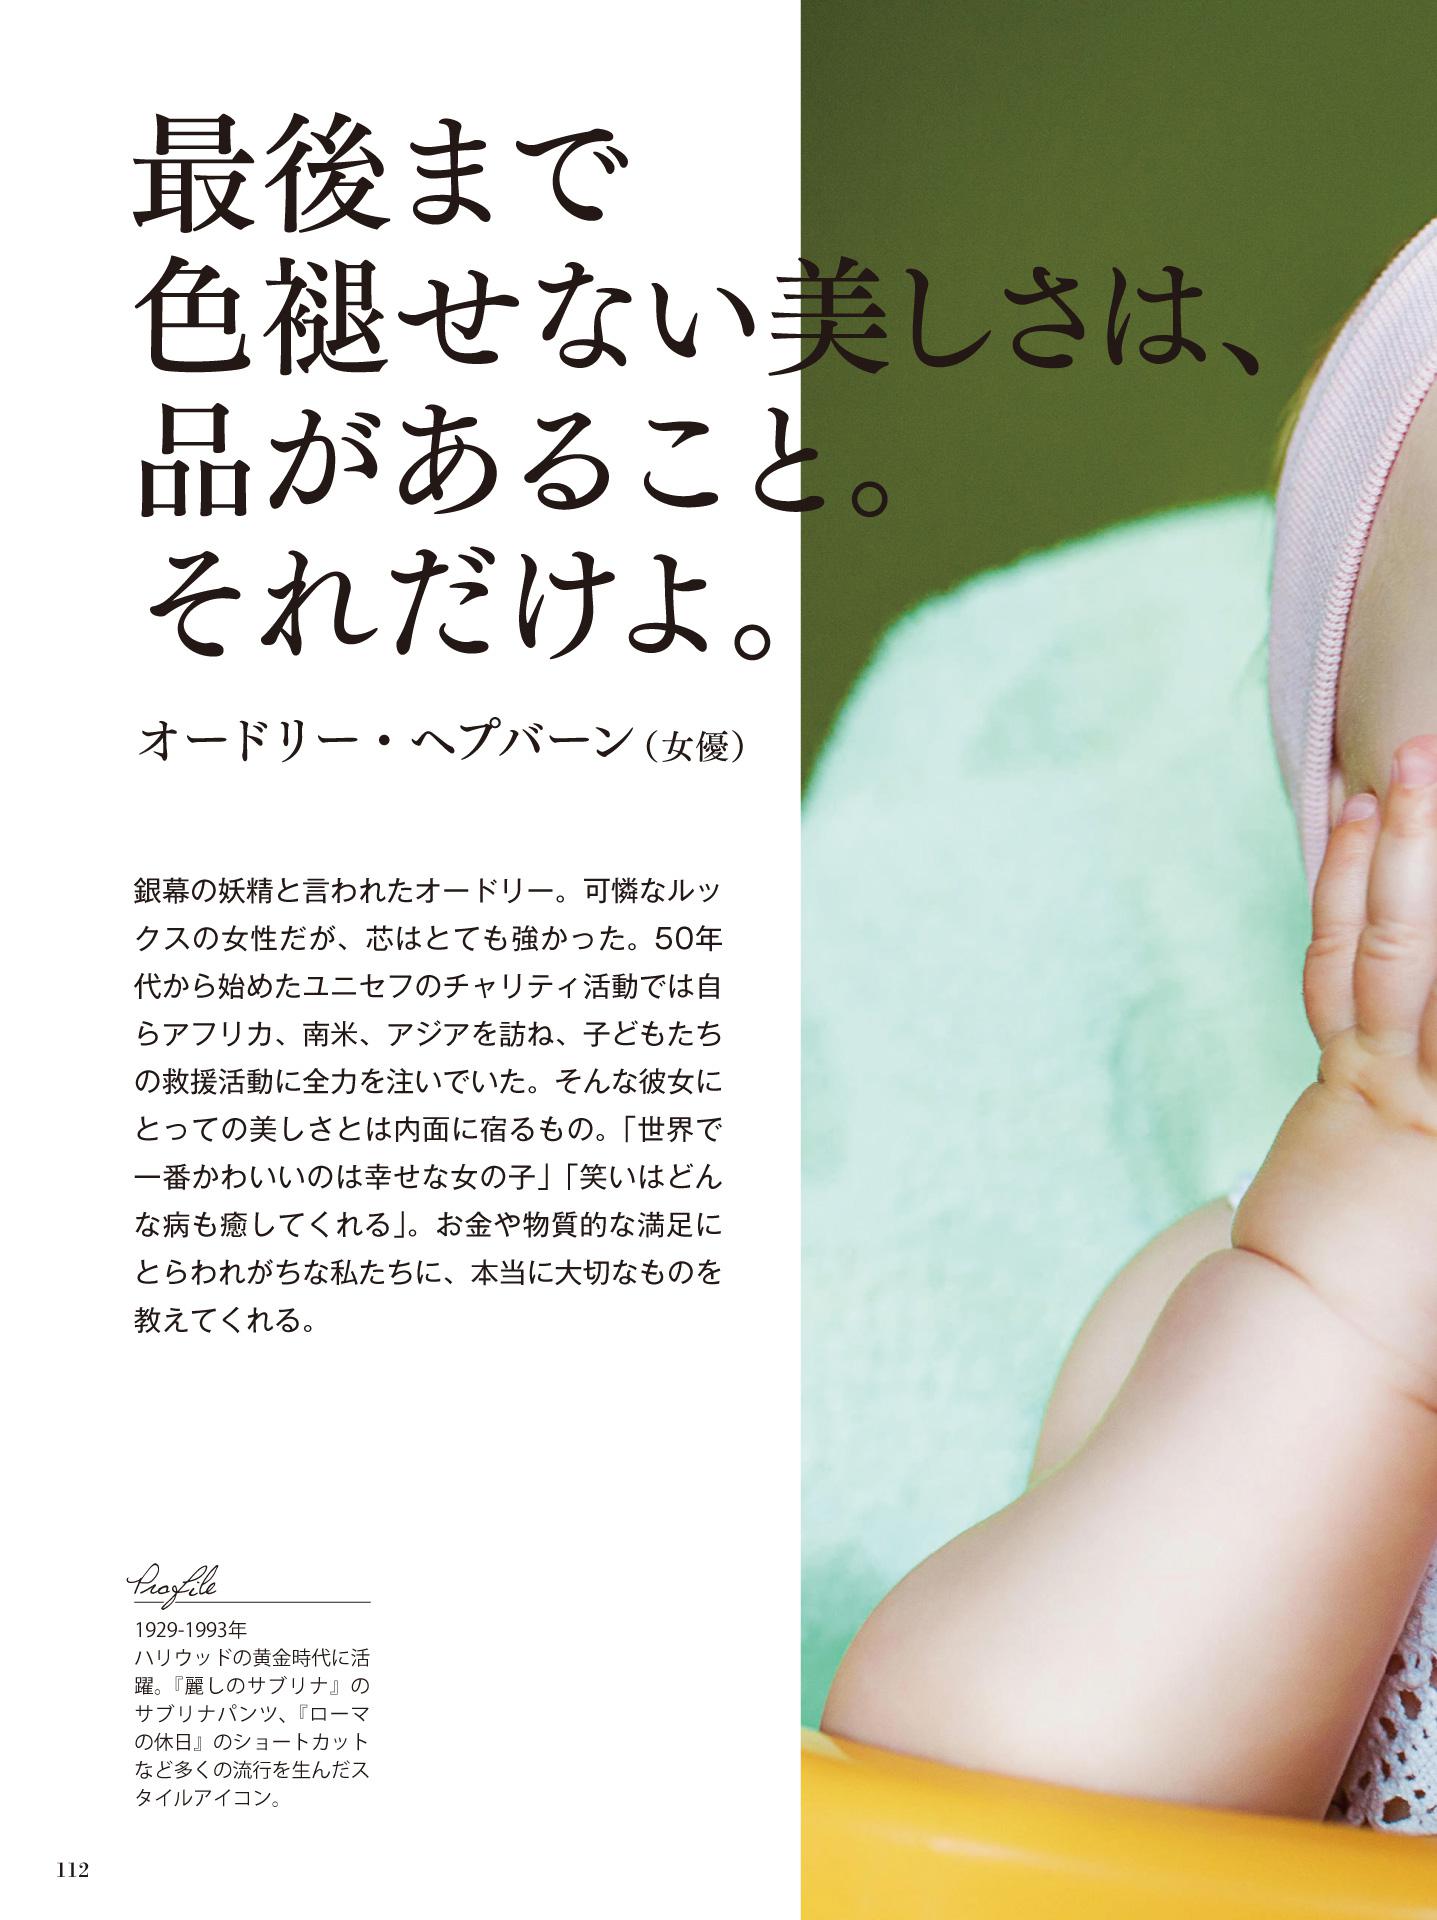 最後まで
色褪せない美しさは、
品があること。
それだけよ。
オードリー・ヘプバーン（女優）
銀幕の妖精と言われたオードリー。可憐なルッ
クスの女性だが、芯はとても強かった。50年
代から始めたユニセフのチャリティ活動では自
らアフリカ、南米、アジアを訪ね、子どもたち
の救援活動に全力を注いでいた。そんな彼女に
とっての美しさとは内面に宿るもの。「世界で
一番かわいいのは幸せな女の子」「笑いはどん
な病も癒してくれる」。お金や物質的な満足に
とらわれがちな私たちに、本当に大切なものを
教えてくれる。
Profile
1929-1993年
ハリウッドの黄金時代に活
躍。『麗しのサブリナ』の
サブリナパンツ、『ローマ
の休日』のショートカット
など多くの流行を生んだス
タイルアイコン。
112